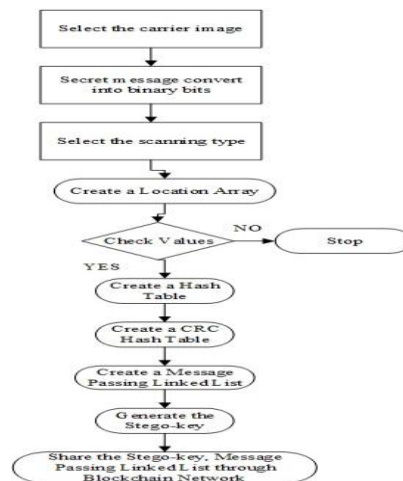 Select the carrier image
Secret message convert
into binary bits
Select the scanning type
Create a Location Array
Check Values
NO
Stop
YES
Create a Hash
Table
Create a CRC
Hash Table
Create a Message
Passing Linked List
Generate the
Stego-key
Share the Stego-key, Message
Passing Linked List through
Blockchain Network